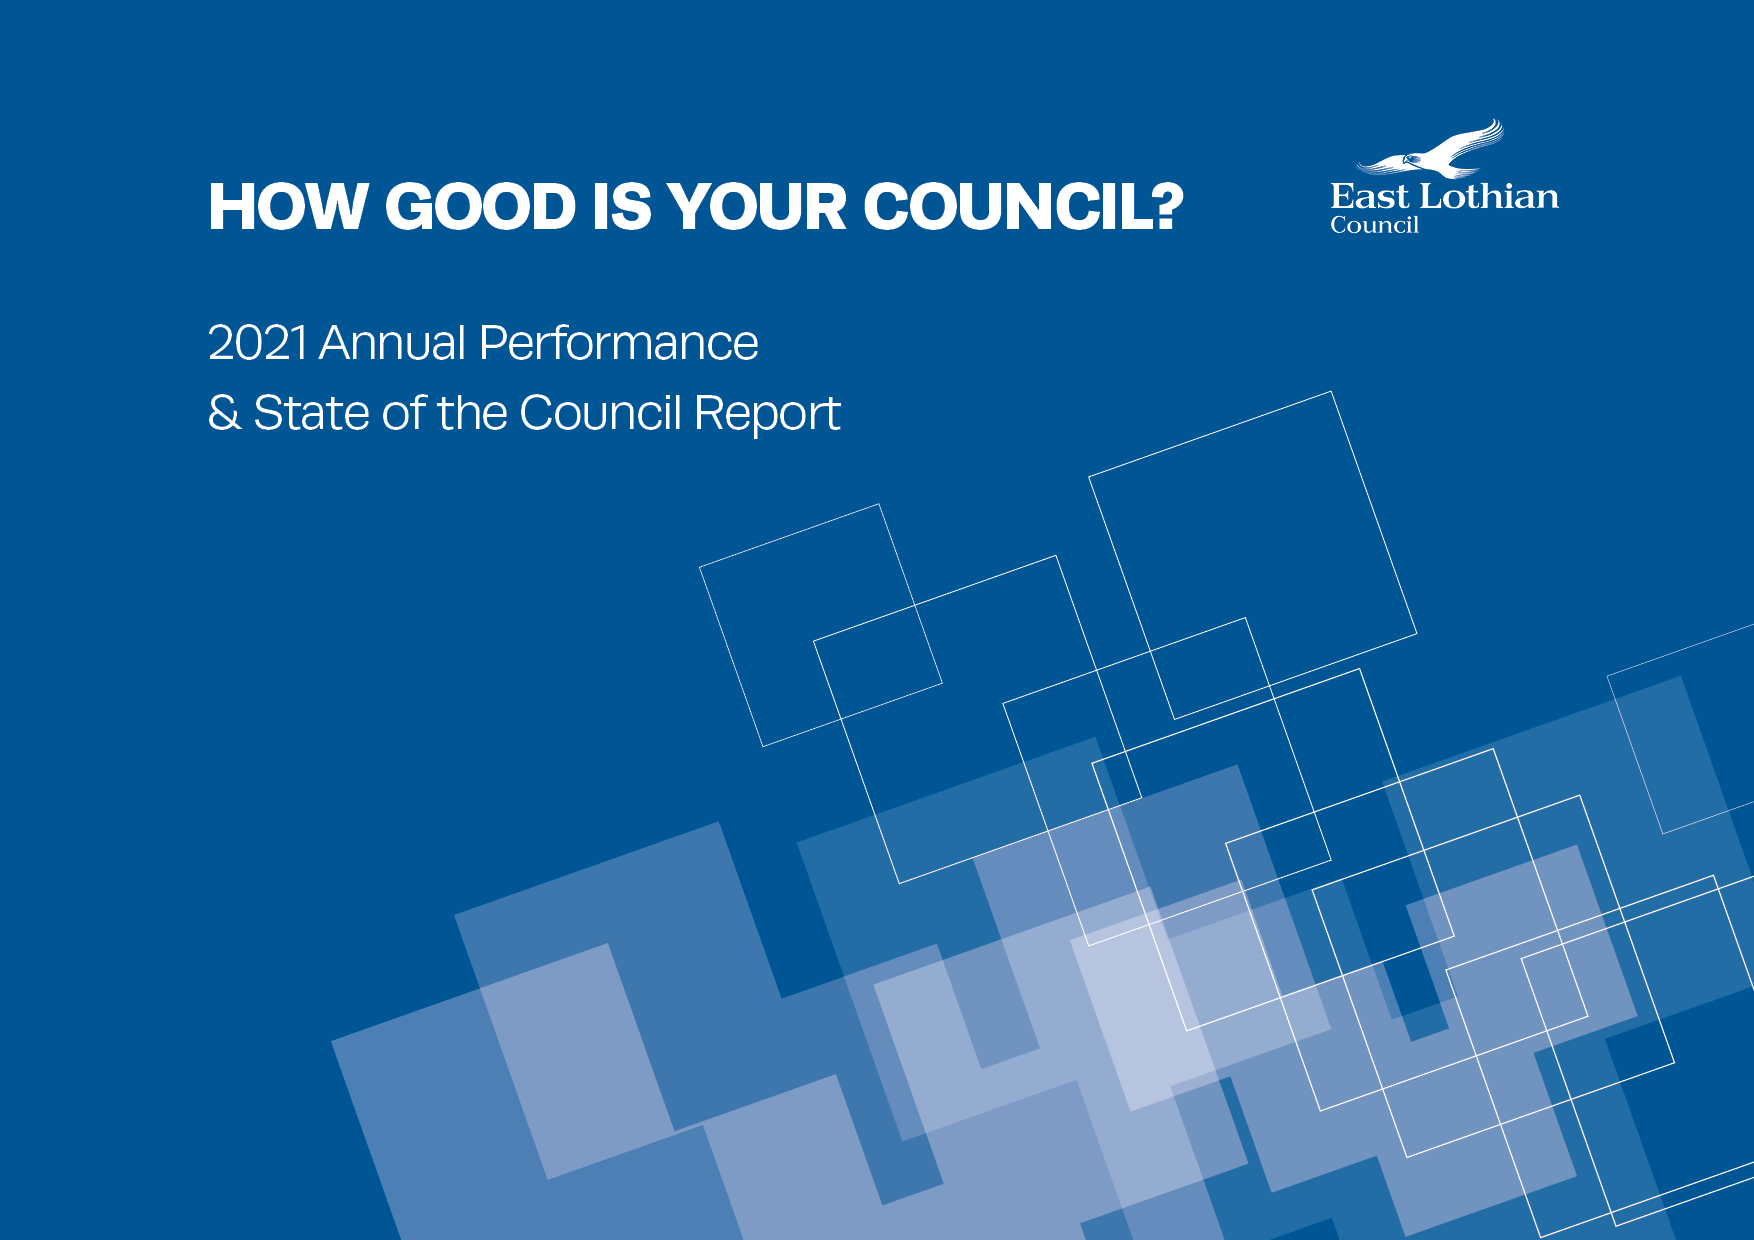 HOW GOOD IS YOUR COUNCIL?
East Lothian
Council
2021 Annual Performance
& State of the Council Report